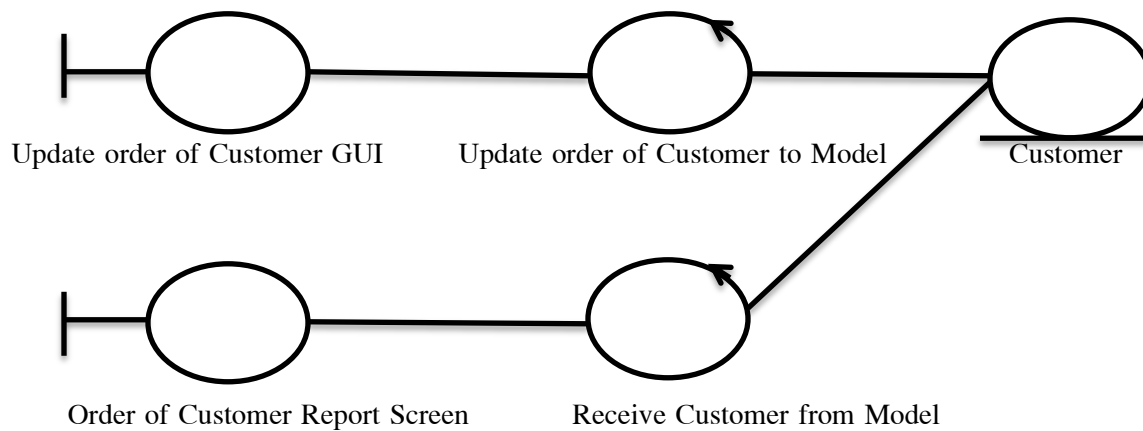 Update order of Customer GUI
Update order of Customer to Model
Customer
Order of Customer Report Screen
Receive Customer from Model